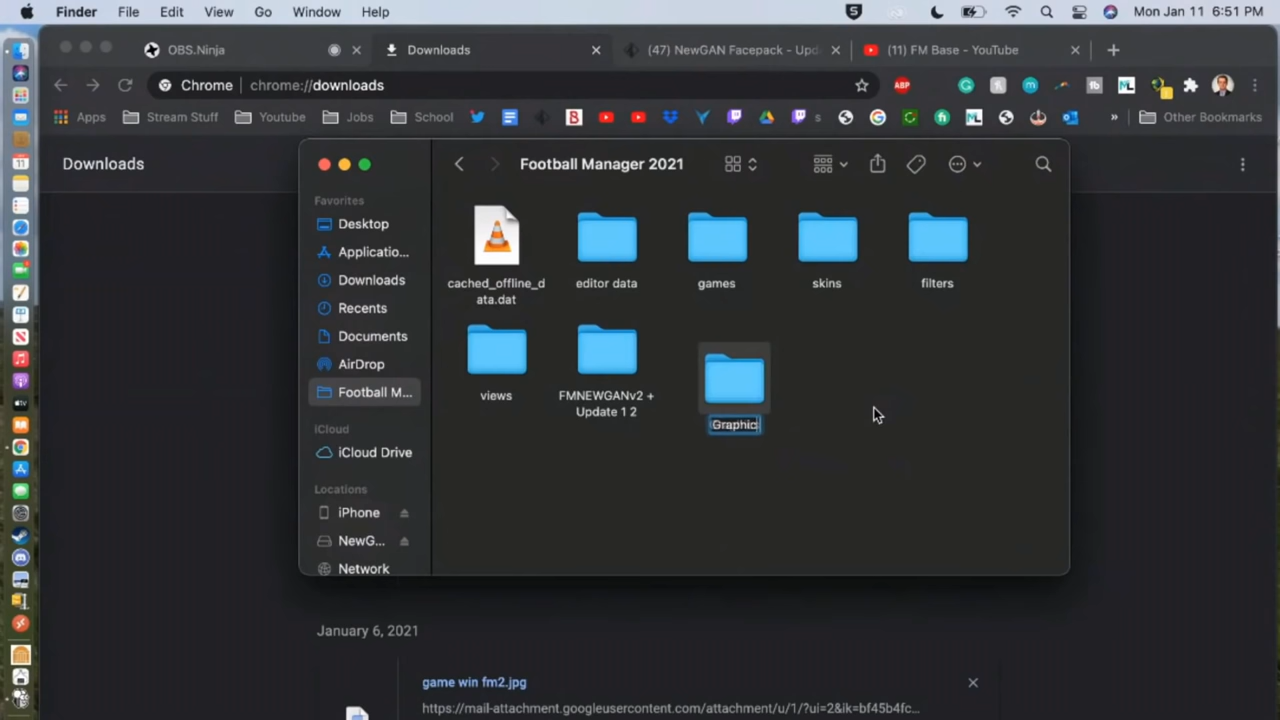 Finder File Edit View Go Window Help Mon Jan 11 6:51 PM
OBS.Ninja Downloads (47) NewGAN Facepack - Upd (11) FM Base - YouTube
Chrome chrome://downloads ABP
Apps Stream Stuff Youtube Jobs School s » Other Bookmarks
Downloads
Football Manager 2021
Favorites
Desktop
Applicatio...
Downloads
Recents
Documents
AirDrop
Football M...
iCloud
iCloud Drive
Locations
iPhone
NewG...
Network
cached_offline_d
ata.dat
editor data
games
skins
filters
views
FMNEWGANv2 +
Update 1 2
Graphic
January 6, 2021
game win fm2.jpg
https://mail-attachment.googleusercontent.com/attachment/u/1/?ui=2&ik=bf45b4fc...